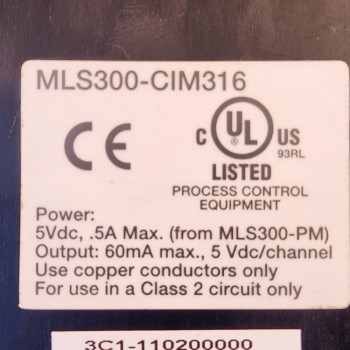 MLS300-CIM316
CE
C UL US
93RL
LISTED
PROCESS CONTROL
EQUIPMENT
Power:
5Vdc, .5A Max. (from MLS300-PM)
Output: 60mA max., 5 Vdc/channel
Use copper conductors only
For use in a Class 2 circuit only
3C1-110200000